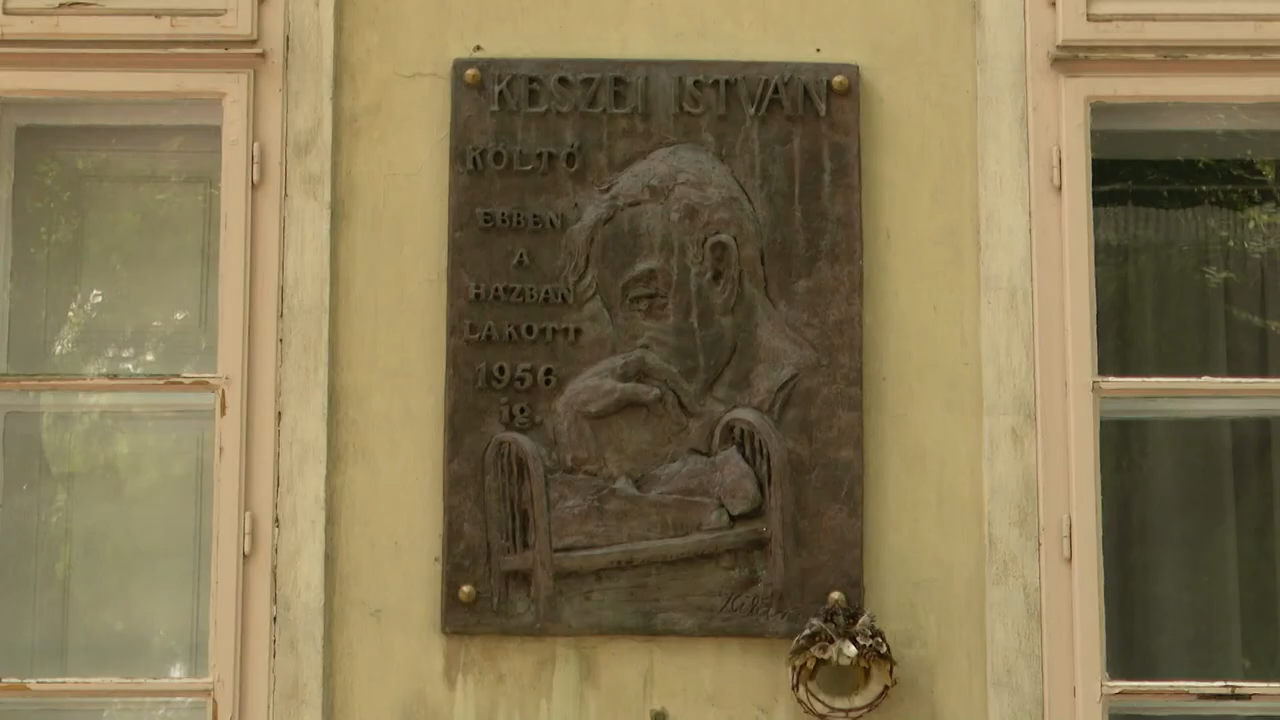 KESZEI ISTVÁN
KÖLTŐ
EBBEN
A
HÁZBAN
LAKOTT
1956
ig.